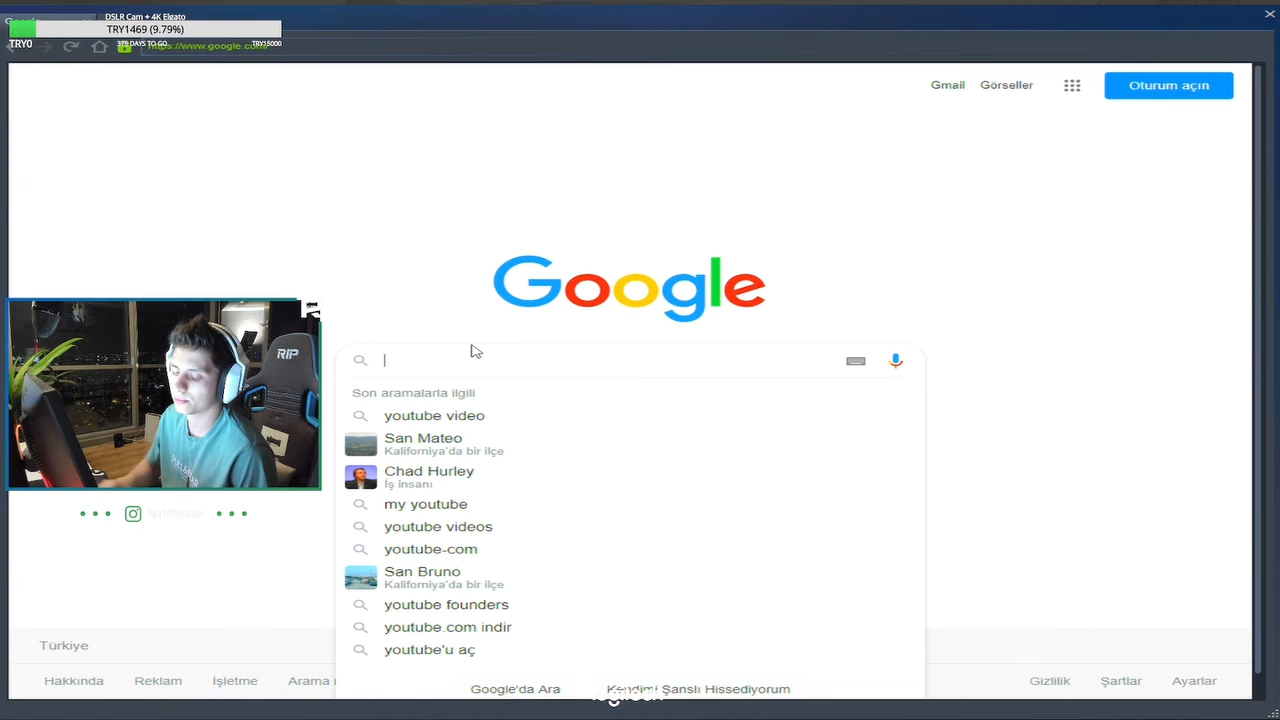 DSLR Cam + 4K Elgato
TRY1469 (9.79%)
TRY0
375 DAYS TO GO
TRY15000
https://www.google.com/
Gmail
Görseller
Oturum açın
Google
Son aramalarla ilgili
youtube video
San Mateo
Kaliforniya'da bir ilçe
Chad Hurley
İş insanı
my youtube
youtube videos
youtube-com
San Bruno
Kaliforniya'da bir ilçe
youtube founders
youtube.com indir
youtube'u aç
Google'da Ara
Kendimi Şanslı Hissediyorum
logitech
RIP
Türkiye
Hakkında
Reklam
İşletme
Arama
Gizlilik
Şartlar
Ayarlar